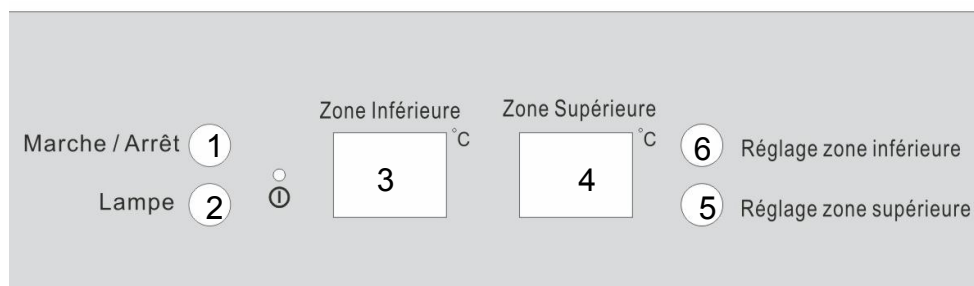 Zone Inférieure Zone Supérieure
Marche / Arrêt 1 °C °C 6 Réglage zone inférieure
3 4
Lampe 2 5 Réglage zone supérieure